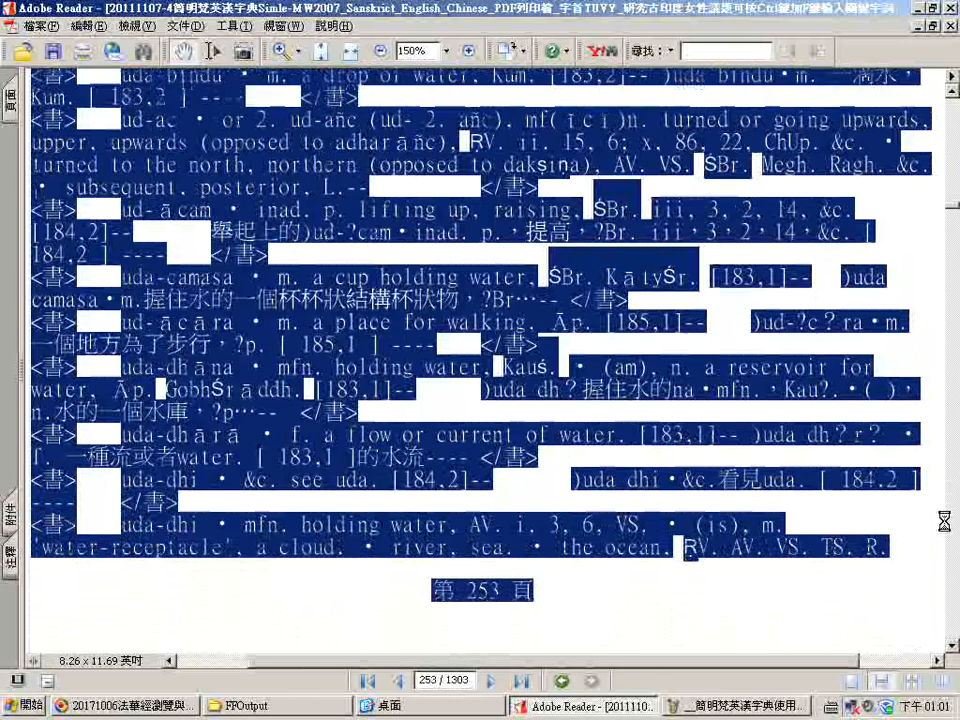 Adobe Reader - [20111107-4簡明梵英漢字典Simle-MW2007_Sanskrict_English_Chinese_PDF列印檔_字首TUVY_研究古印度女性議題可按Ctrl鍵加F鍵輸入關鍵字詞
檔案(F) 編輯(E) 檢視(V) 文件(D) 工具(T) 視窗(W) 說明(H)
150% Y! 尋找:
頁面
<書> uda-bindu • m. a drop of water, Kum. [183,2]-- )uda bindu•m. 一滴水,
Kum. [ 183,2 ] ---- </書>
<書> ud-ac • or 2. ud-añc (ud- 2. añc), mf(īcī)n. turned or going upwards,
upper, upwards (opposed to adharāñc), ṚV. ii. 15, 6; x, 86, 22, ChUp. &c. •
turned to the north, northern (opposed to dakṣiṇa), AV. VS. ŚBr. Megh. Ragh. &c.
• subsequent, posterior, L.-- </書>
<書> ud-ācam • inad. p. lifting up, raising, ŚBr. iii, 3, 2, 14, &c.
[184,2]-- 舉起上的)ud-?cam•inad. p.,提高,?Br. iii,3,2,14,&c. [
184,2 ] ---- </書>
<書> uda-camasa • m. a cup holding water, ŚBr. KātyŚr. [183,1]-- )uda
camasa•m.握住水的一個杯杯狀結構杯狀物,?Br…-- </書>
<書> ud-ācāra • m. a place for walking, Āp. [185,1]-- )ud-?c?ra•m.
一個地方為了步行,?p. [ 185,1 ] ---- </書>
<書> uda-dhāna • mfn. holding water, Kauś. • (am), n. a reservoir for
water, Āp. GobhŚrāddh. [183,1]-- )uda dh?握住水的na•mfn.,Kau?.•( ),
n.水的一個水庫,?p…-- </書>
<書> uda-dhārā • f. a flow or current of water. [183,1]-- )uda dh?r? •
f. 一種流或者water. [ 183,1 ]的水流---- </書>
<書> uda-dhi • &c. see uda. [184,2]-- )uda dhi•&c.看見uda. [ 184,2 ]
---- </書>
<書> uda-dhi • mfn. holding water, AV. i, 3, 6, VS. • (is), m.
'water-receptacle', a cloud. • river, sea. • the ocean, ṚV. AV. VS. TS. R.
第 253 頁
附件
注釋
8.26 x 11.69 英吋
253 / 1303
開始 20171006法華經瀏覽與... FFOutput 桌面 Adobe Reader - [2011110... __簡明梵英漢字典使用... 下午 01:01